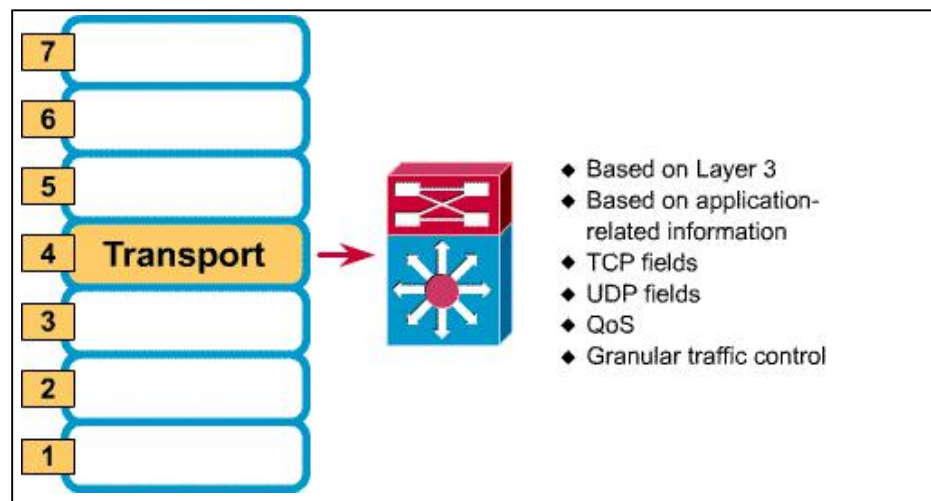 7
6
5
4
Transport
3
2
1
◆ Based on Layer 3
◆ Based on application-
related information
◆ TCP fields
◆ UDP fields
◆ QoS
◆ Granular traffic control